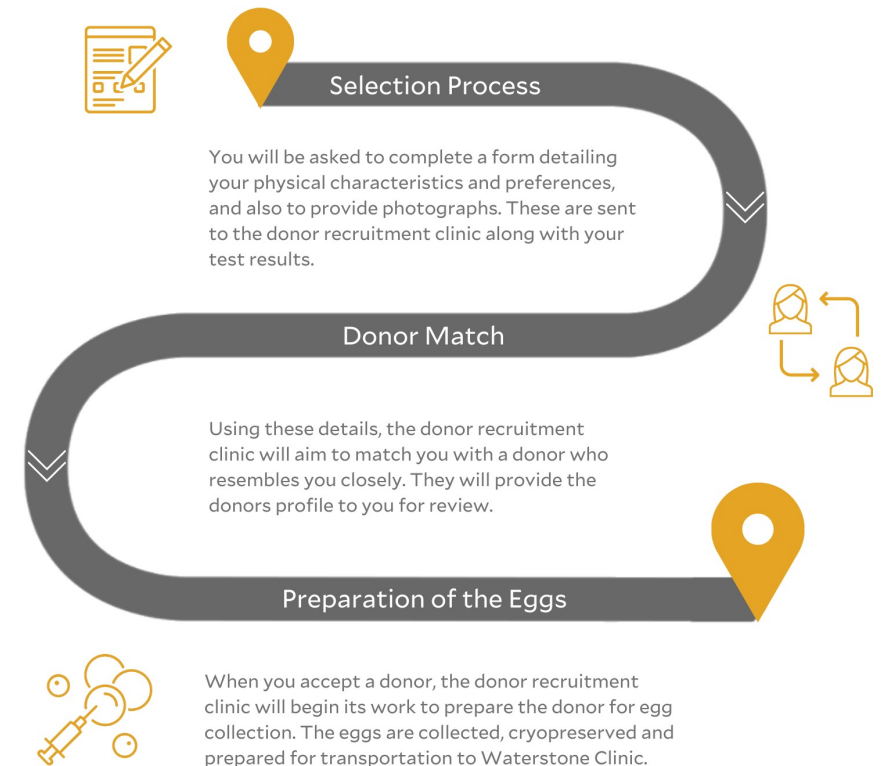 Selection Process
You will be asked to complete a form detailing
your physical characteristics and preferences,
and also to provide photographs. These are sent
to the donor recruitment clinic along with your
test results.
Donor Match
Using these details, the donor recruitment
clinic will aim to match you with a donor who
resembles you closely. They will provide the
donors profile to you for review.
Preparation of the Eggs
When you accept a donor, the donor recruitment
clinic will begin its work to prepare the donor for egg
collection. The eggs are collected, cryopreserved and
prepared for transportation to Waterstone Clinic.